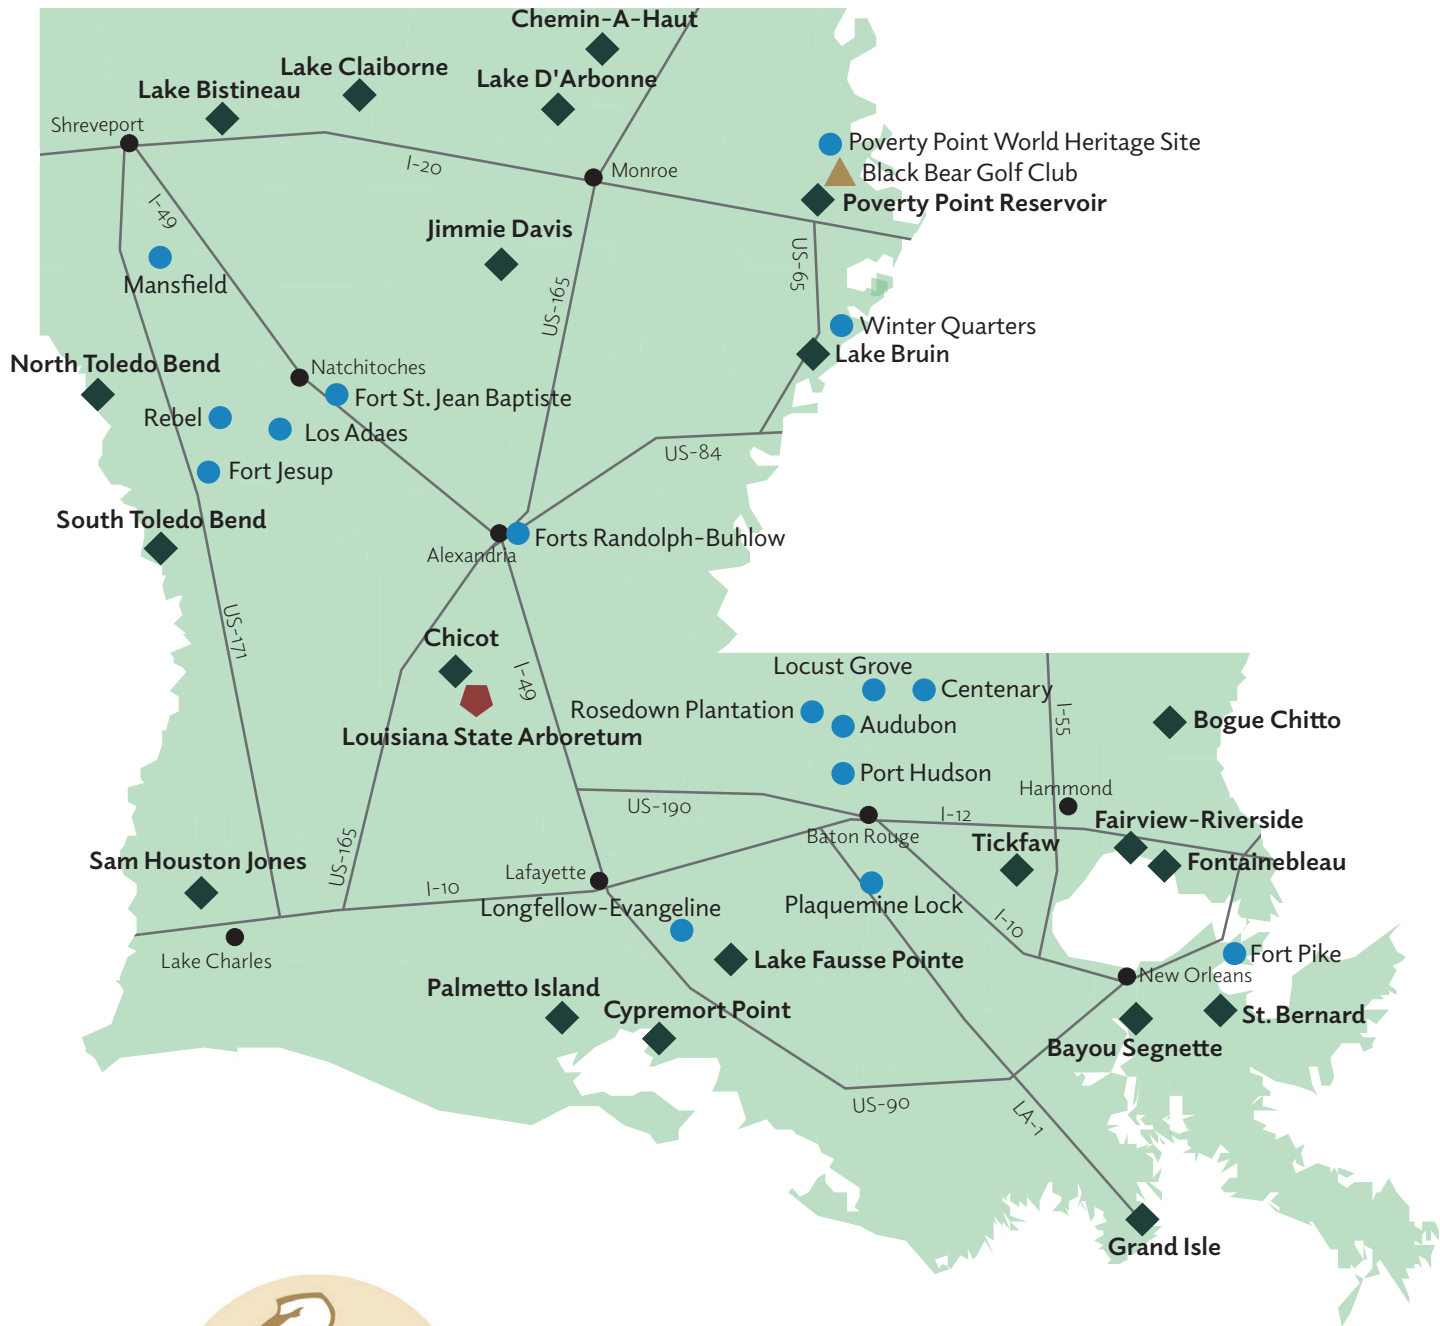 Chemin-A-Haut
Lake Claiborne
Lake D'Arbonne
Lake Bistineau
Shreveport
I-20
Monroe
Poverty Point World Heritage Site
Black Bear Golf Club
Poverty Point Reservoir
I-49
Jimmie Davis
US-65
Mansfield
US-165
Winter Quarters
Lake Bruin
North Toledo Bend
Natchitoches
Fort St. Jean Baptiste
Rebel
Los Adaes
US-84
Fort Jesup
South Toledo Bend
Forts Randolph-Buhlow
Alexandria
US-171
Chicot
I-49
Louisiana State Arboretum
Locust Grove
Centenary
Rosedown Plantation
Audubon
I-55
Bogue Chitto
Port Hudson
Hammond
US-190
I-12
Fairview-Riverside
Baton Rouge
Tickfaw
Fontainebleau
Sam Houston Jones
US-165
Lafayette
I-10
Longfellow-Evangeline
Plaquemine Lock
I-10
Lake Charles
Lake Fausse Pointe
Fort Pike
New Orleans
Palmetto Island
Cypremort Point
St. Bernard
Bayou Segnette
US-90
LA-1
Grand Isle